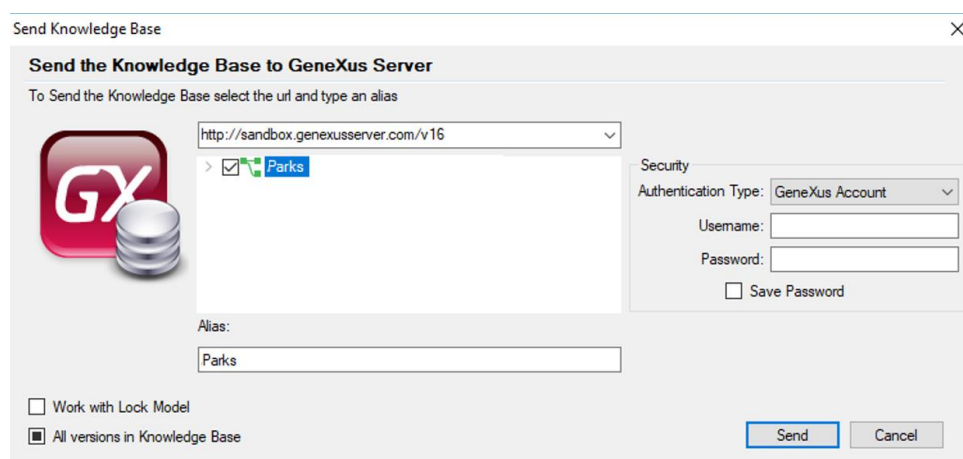 Send Knowledge Base
Send the Knowledge Base to GeneXus Server
To Send the Knowledge Base select the url and type an alias
GX
http://sandbox.genexusserver.com/v16
Parks
Security
Authentication Type: GeneXus Account
Username:
Password:
Save Password
Alias:
Parks
Work with Lock Model
All versions in Knowledge Base
Send Cancel